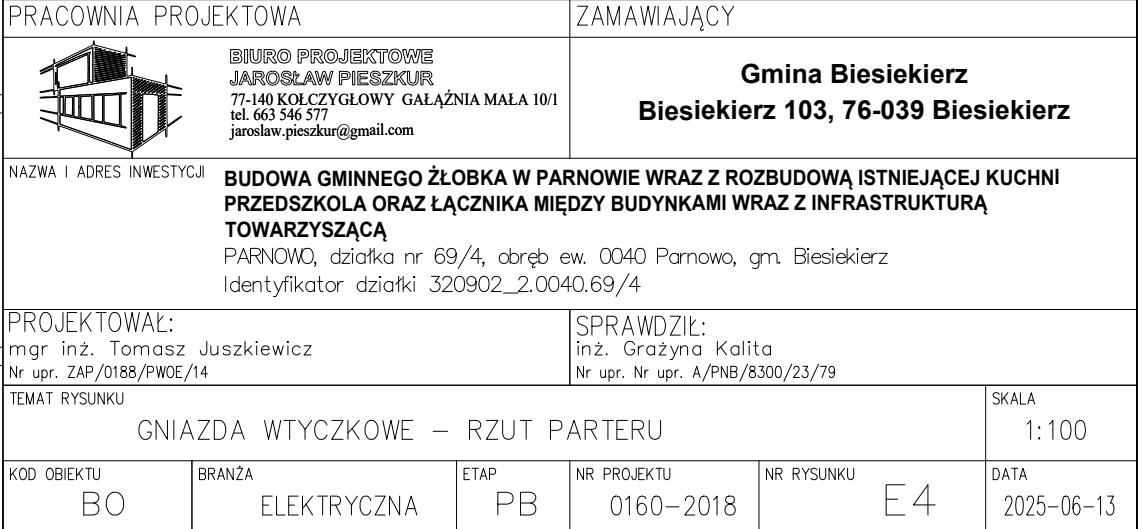 PRACOWNIA PROJEKTOWA
BIURO PROJEKTOWE
JAROSŁAW PIESZKUR
77-140 KOŁCZYGŁOWY GAŁĄŹNIA MAŁA 10/1
tel. 663 546 577
jaroslaw.pieszkur@gmail.com
ZAMAWIAJĄCY
Gmina Biesiekierz
Biesiekierz 103, 76-039 Biesiekierz
NAZWA I ADRES INWESTYCJI
BUDOWA GMINNEGO ŻŁOBKA W PARNOWIE WRAZ Z ROZBUDOWĄ ISTNIEJĄCEJ KUCHNI
PRZEDSZKOLA ORAZ ŁĄCZNIKA MIĘDZY BUDYNKAMI WRAZ Z INFRASTRUKTURĄ
TOWARZYSZĄCĄ
PARNOWO, działka nr 69/4, obręb ew. 0040 Parnowo, gm. Biesiekierz
Identyfikator działki 320902_2.0040.69/4
PROJEKTOWAŁ:
mgr inż. Tomasz Juszkiewicz
Nr upr. ZAP/0188/PWOE/14
SPRAWDZIŁ:
inż. Grażyna Kalita
Nr upr. Nr upr. A/PNB/8300/23/79
TEMAT RYSUNKU
GNIAZDA WTYCZKOWE – RZUT PARTERU
SKALA
1:100
KOD OBIEKTU
BO
BRANŻA
ELEKTRYCZNA
ETAP
PB
NR PROJEKTU
0160-2018
NR RYSUNKU
E4
DATA
2025-06-13